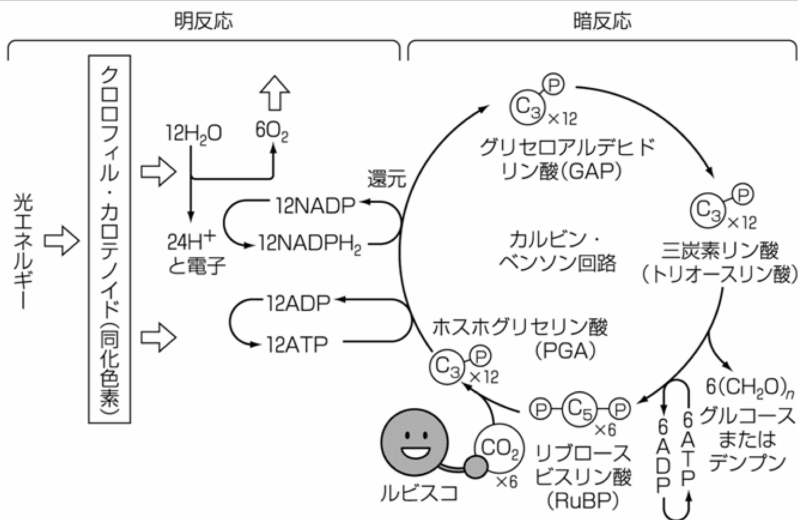 明反応
暗反応
光エネルギー
クロロフィル・カロテノイド(同化色素)
12H₂O
6O₂
24H⁺
と電子
還元
12NADP
12NADPH₂
12ADP
12ATP
C₃ P ×12
グリセロアルデヒド
リン酸(GAP)
C₃ P ×12
三炭素リン酸
(トリオースリン酸)
カルビン・
ベンソン回路
ホスホグリセリン酸
(PGA)
C₃ P ×12
6(CH₂O)n
グルコース
または
デンプン
6ADP
6ATP
P C₅ P ×6
リブロース
ビスリン酸
(RuBP)
CO₂ ×6
ルビスコ